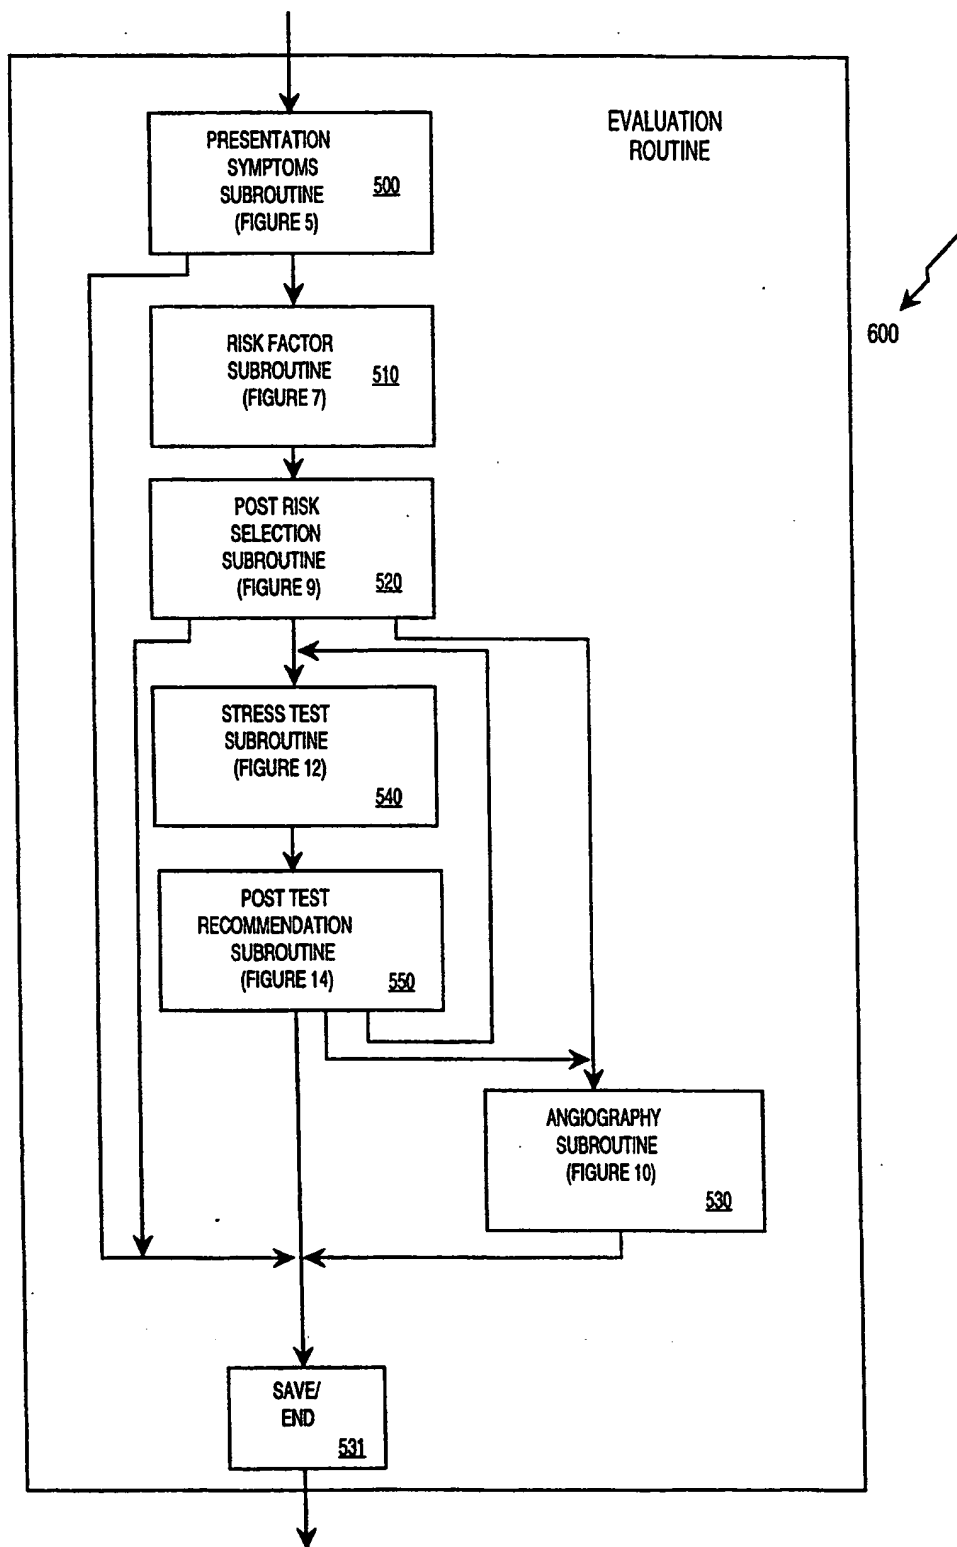 EVALUATION
ROUTINE
PRESENTATION
SYMPTOMS
SUBROUTINE
(FIGURE 5)
500
600
RISK FACTOR
SUBROUTINE
(FIGURE 7)
510
POST RISK
SELECTION
SUBROUTINE
(FIGURE 9)
520
STRESS TEST
SUBROUTINE
(FIGURE 12)
540
POST TEST
RECOMMENDATION
SUBROUTINE
(FIGURE 14)
550
ANGIOGRAPHY
SUBROUTINE
(FIGURE 10)
530
SAVE/
END
531